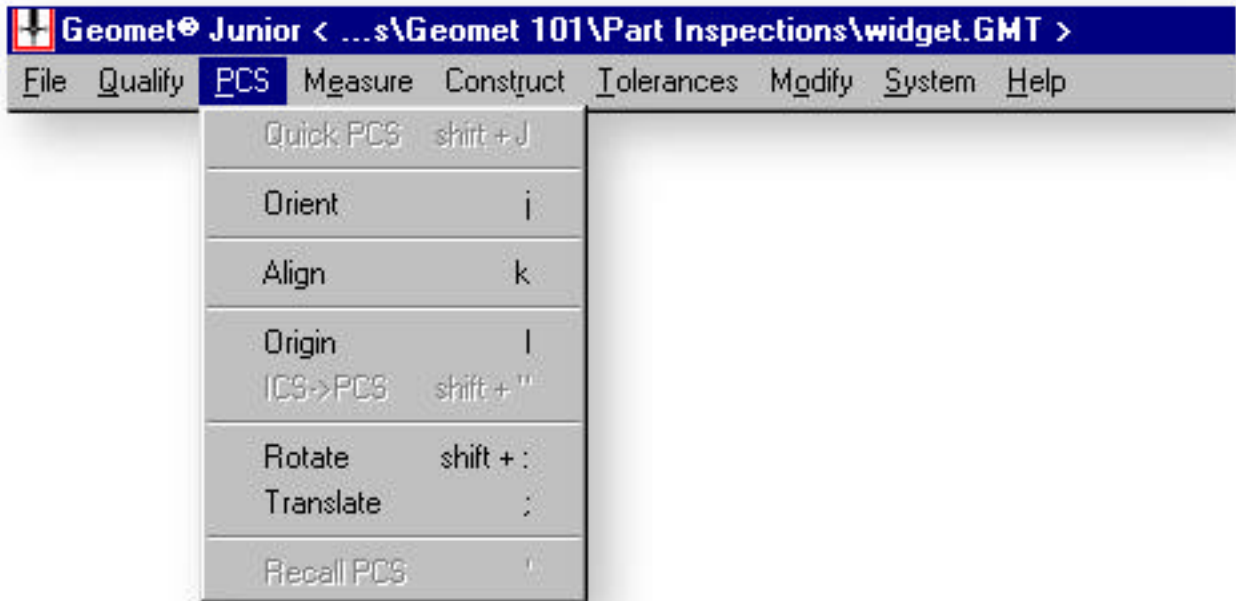 Geomet® Junior < ...s\Geomet 101\Part Inspections\widget.GMT >
File Qualify PCS Measure Construct Tolerances Modify System Help
Quick PCS shift + J
Orient j
Align k
Origin l
ICS->PCS shift + "
Rotate shift + :
Translate ;
Recall PCS '